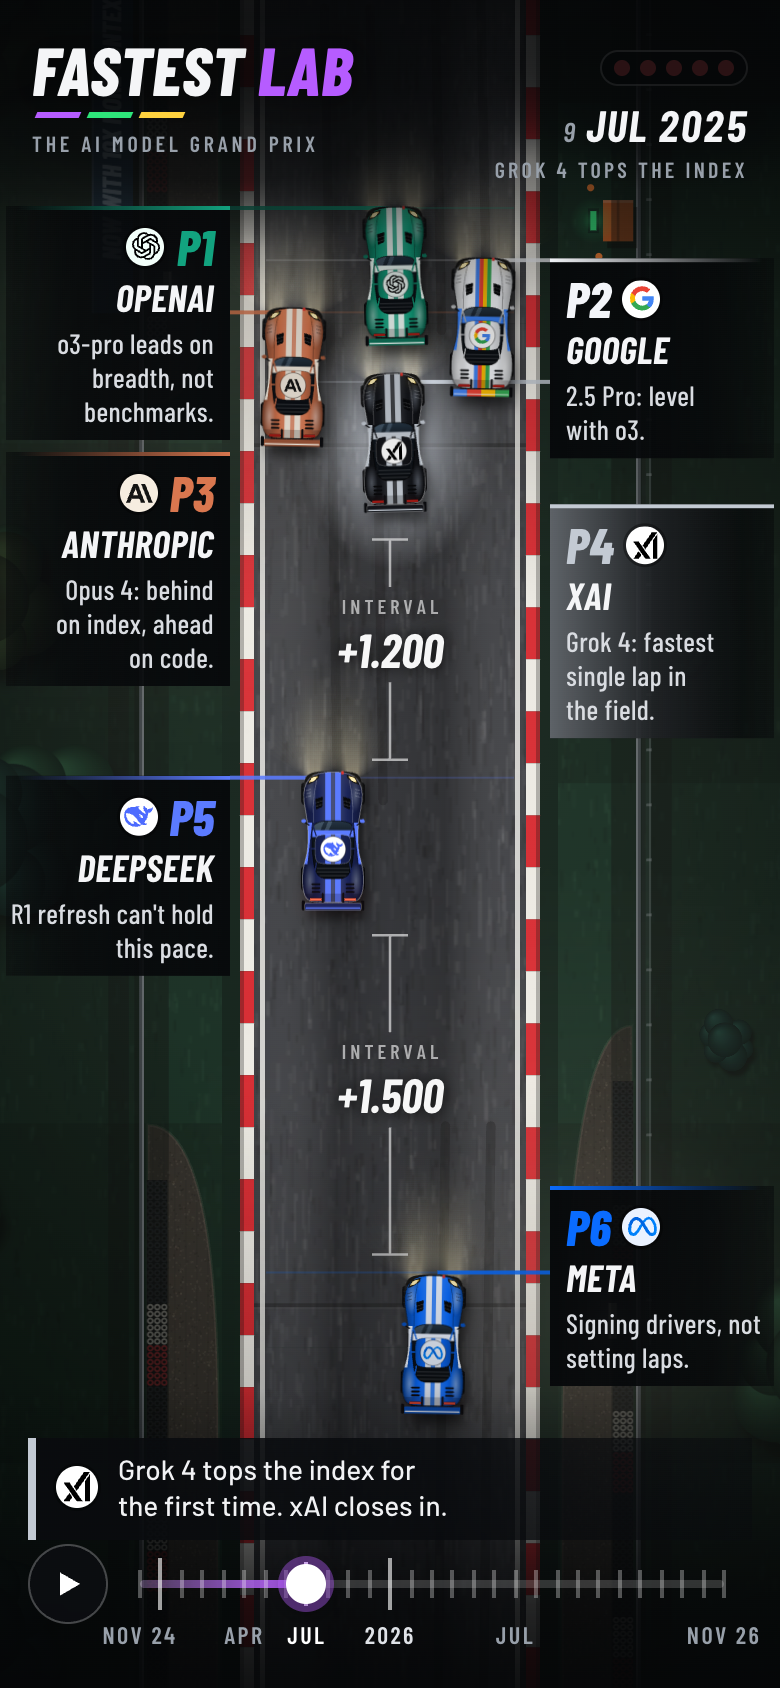 FASTEST LAB
THE AI MODEL GRAND PRIX
9 JUL 2025
GROK 4 TOPS THE INDEX
P1
OPENAI
o3-pro leads on
breadth, not
benchmarks.
P2
GOOGLE
2.5 Pro: level
with o3.
P3
ANTHROPIC
Opus 4: behind
on index, ahead
on code.
P4
XAI
Grok 4: fastest
single lap in
the field.
INTERVAL
+1.200
P5
DEEPSEEK
R1 refresh can't hold
this pace.
INTERVAL
+1.500
P6
META
Signing drivers, not
setting laps.
Grok 4 tops the index for
the first time. xAI closes in.
NOV 24 APR JUL 2026 JUL NOV 26